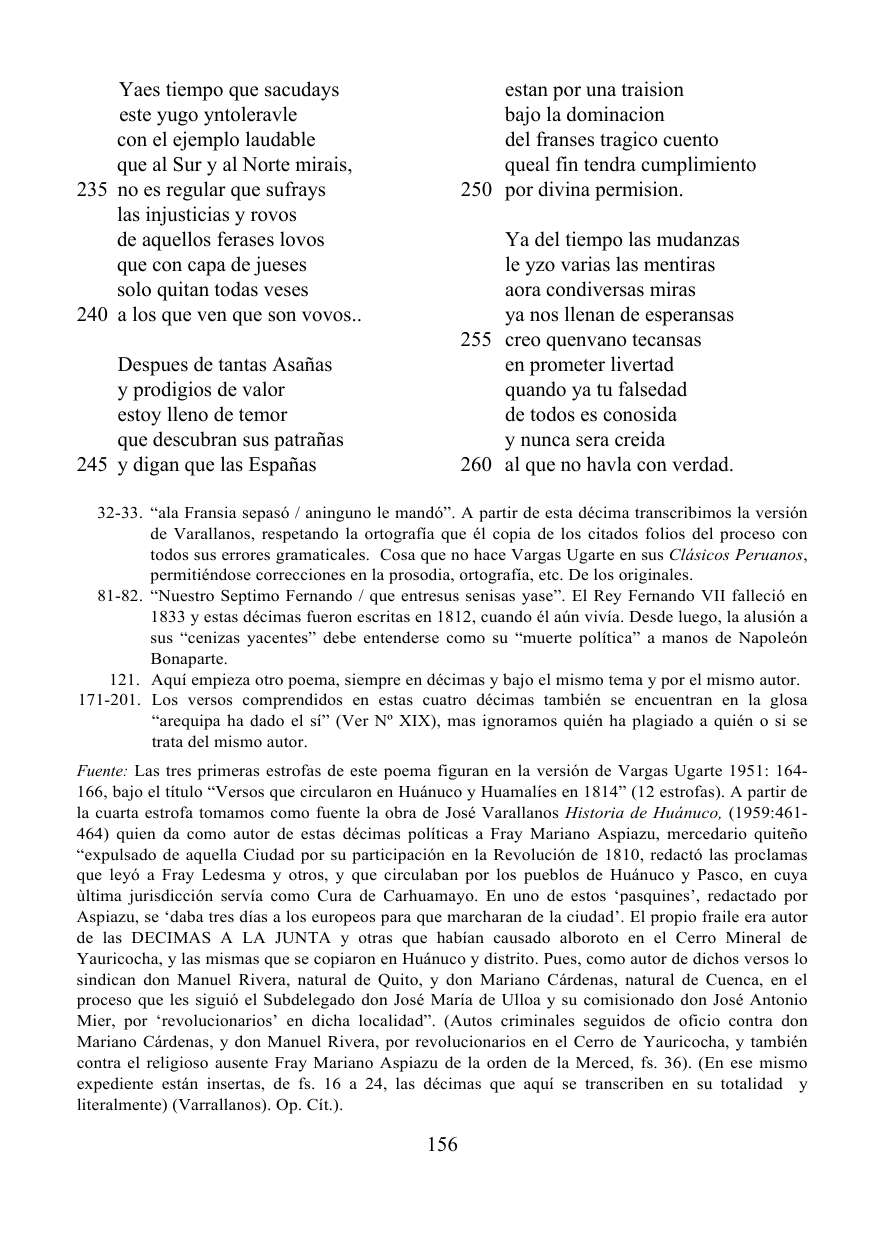 Yaes tiempo que sacudays
este yugo yntoleravle
con el ejemplo laudable
que al Sur y al Norte mirais,
235 no es regular que sufrays
las injusticias y rovos
de aquellos ferases lovos
que con capa de jueses
solo quitan todas veses
240 a los que ven que son vovos..
Despues de tantas Asañas
y prodigios de valor
estoy lleno de temor
que descubran sus patrañas
245 y digan que las Españas
estan por una traision
bajo la dominacion
del franses tragico cuento
queal fin tendra cumplimiento
250 por divina permision.
Ya del tiempo las mudanzas
le yzo varias las mentiras
aora condiversas miras
ya nos llenan de esperansas
255 creo quenvano tecansas
en prometer livertad
quando ya tu falsedad
de todos es conosida
y nunca sera creida
260 al que no havla con verdad.
32-33. “ala Fransia sepasó / aninguno le mandó”. A partir de esta décima transcribimos la versión
de Varallanos, respetando la ortografía que él copia de los citados folios del proceso con
todos sus errores gramaticales. Cosa que no hace Vargas Ugarte en sus Clásicos Peruanos,
permitiéndose correcciones en la prosodia, ortografía, etc. De los originales.
81-82. “Nuestro Septimo Fernando / que entresus senisas yase”. El Rey Fernando VII falleció en
1833 y estas décimas fueron escritas en 1812, cuando él aún vivía. Desde luego, la alusión a
sus “cenizas yacentes” debe entenderse como su “muerte política” a manos de Napoleón
Bonaparte.
121. Aquí empieza otro poema, siempre en décimas y bajo el mismo tema y por el mismo autor.
171-201. Los versos comprendidos en estas cuatro décimas también se encuentran en la glosa
“arequipa ha dado el sí” (Ver Nº XIX), mas ignoramos quién ha plagiado a quién o si se
trata del mismo autor.
Fuente: Las tres primeras estrofas de este poema figuran en la versión de Vargas Ugarte 1951: 164-
166, bajo el título “Versos que circularon en Huánuco y Huamalíes en 1814” (12 estrofas). A partir de
la cuarta estrofa tomamos como fuente la obra de José Varallanos Historia de Huánuco, (1959:461-
464) quien da como autor de estas décimas políticas a Fray Mariano Aspiazu, mercedario quiteño
“expulsado de aquella Ciudad por su participación en la Revolución de 1810, redactó las proclamas
que leyó a Fray Ledesma y otros, y que circulaban por los pueblos de Huánuco y Pasco, en cuya
ùltima jurisdicción servía como Cura de Carhuamayo. En uno de estos ‘pasquines’, redactado por
Aspiazu, se ‘daba tres días a los europeos para que marcharan de la ciudad’. El propio fraile era autor
de las DECIMAS A LA JUNTA y otras que habían causado alboroto en el Cerro Mineral de
Yauricocha, y las mismas que se copiaron en Huánuco y distrito. Pues, como autor de dichos versos lo
sindican don Manuel Rivera, natural de Quito, y don Mariano Cárdenas, natural de Cuenca, en el
proceso que les siguió el Subdelegado don José María de Ulloa y su comisionado don José Antonio
Mier, por ‘revolucionarios’ en dicha localidad”. (Autos criminales seguidos de oficio contra don
Mariano Cárdenas, y don Manuel Rivera, por revolucionarios en el Cerro de Yauricocha, y también
contra el religioso ausente Fray Mariano Aspiazu de la orden de la Merced, fs. 36). (En ese mismo
expediente están insertas, de fs. 16 a 24, las décimas que aquí se transcriben en su totalidad y
literalmente) (Varrallanos). Op. Cít.).
156